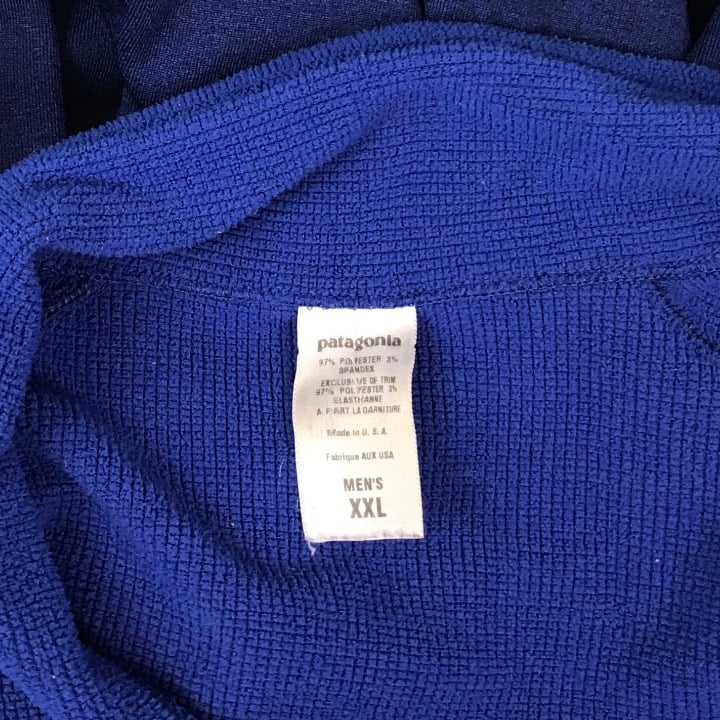 patagonia
97% POLYESTER 3%
SPANDEX
EXCLUSIVE OF TRIM
97% POLYESTER 3%
ELASTHANNE
A PART LA GARNITURE
Made in U.S.A.
Fabrique AUX USA
MEN'S
XXL